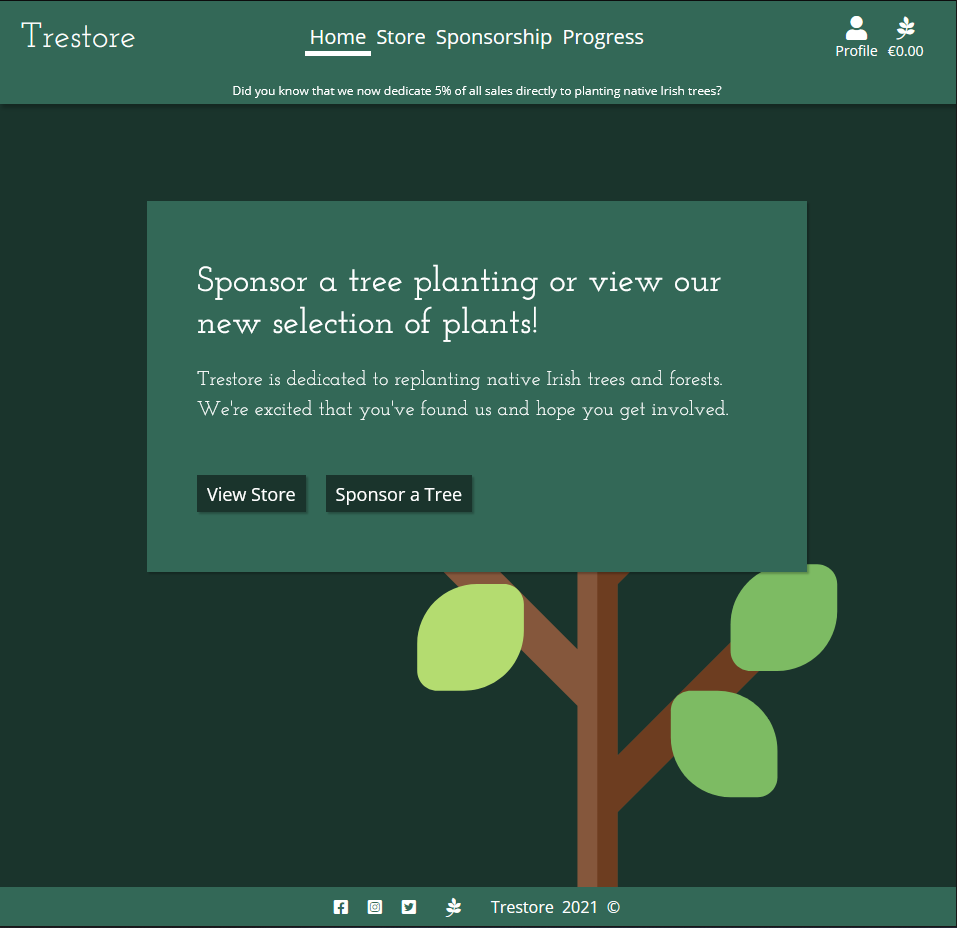 Trestore
Home Store Sponsorship Progress
Profile €0.00
Did you know that we now dedicate 5% of all sales directly to planting native Irish trees?
Sponsor a tree planting or view our
new selection of plants!
Trestore is dedicated to replanting native Irish trees and forests.
We're excited that you've found us and hope you get involved.
View Store Sponsor a Tree
Trestore 2021 ©